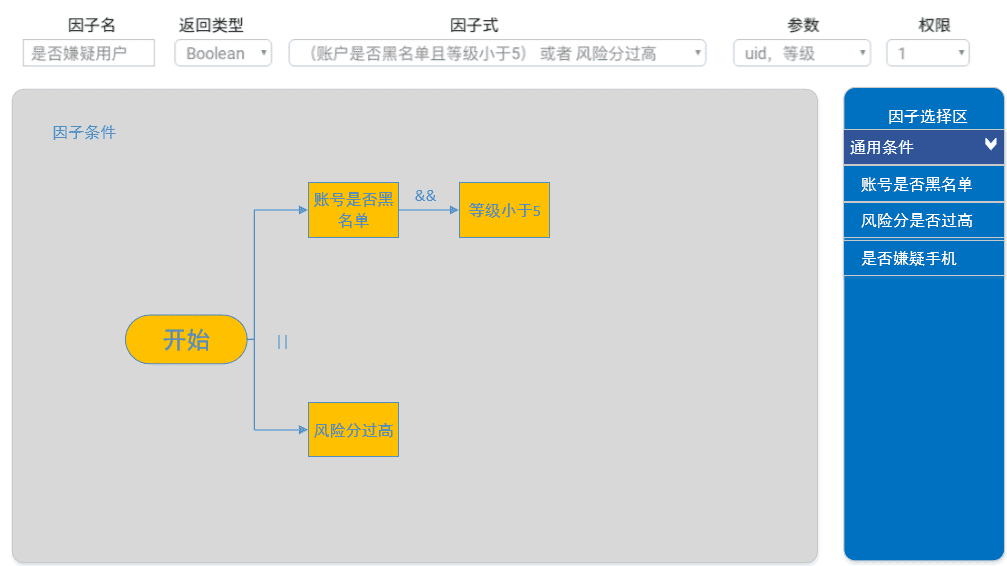 因子名 返回类型 因子式 参数 权限
是否嫌疑用户 Boolean （账户是否黑名单且等级小于5） 或者 风险分过高 uid，等级 1
因子条件
因子选择区
通用条件
账号是否黑名单
风险分是否过高
是否嫌疑手机
账号是否黑
名单
&&
等级小于5
开始
||
风险分过高